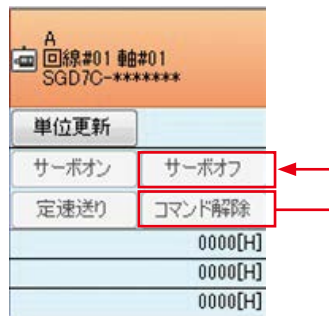 A
回線#01 軸#01
SGD7C-*******
単位更新
サーボオン サーボオフ
定速送り コマンド解除
0000[H]
0000[H]
0000[H]